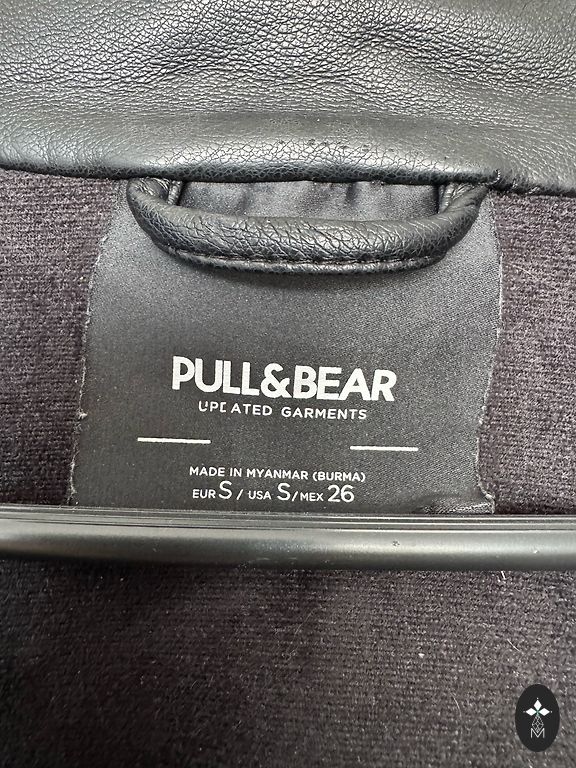 PULL&BEAR
UPDATED GARMENTS
MADE IN MYANMAR (BURMA)
EUR S / USA S/MEX 26
M